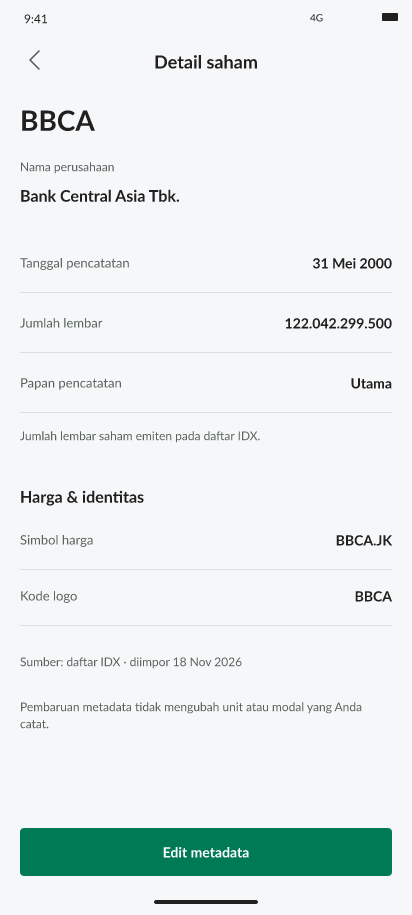 9:41
4G
Detail saham
BBCA
Nama perusahaan
Bank Central Asia Tbk.
Tanggal pencatatan
31 Mei 2000
Jumlah lembar
122.042.299.500
Papan pencatatan
Utama
Jumlah lembar saham emiten pada daftar IDX.
Harga & identitas
Simbol harga
BBCA.JK
Kode logo
BBCA
Sumber: daftar IDX · diimpor 18 Nov 2026
Pembaruan metadata tidak mengubah unit atau modal yang Anda
catat.
Edit metadata